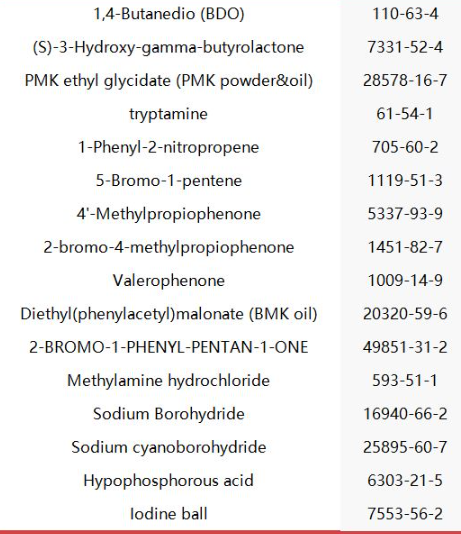 1,4-Butanedio (BDO) 110-63-4
(S)-3-Hydroxy-gamma-butyrolactone 7331-52-4
PMK ethyl glycidate (PMK powder&oil) 28578-16-7
tryptamine 61-54-1
1-Phenyl-2-nitropropene 705-60-2
5-Bromo-1-pentene 1119-51-3
4'-Methylpropiophenone 5337-93-9
2-bromo-4-methylpropiophenone 1451-82-7
Valerophenone 1009-14-9
Diethyl(phenylacetyl)malonate (BMK oil) 20320-59-6
2-BROMO-1-PHENYL-PENTAN-1-ONE 49851-31-2
Methylamine hydrochloride 593-51-1
Sodium Borohydride 16940-66-2
Sodium cyanoborohydride 25895-60-7
Hypophosphorous acid 6303-21-5
Iodine ball 7553-56-2